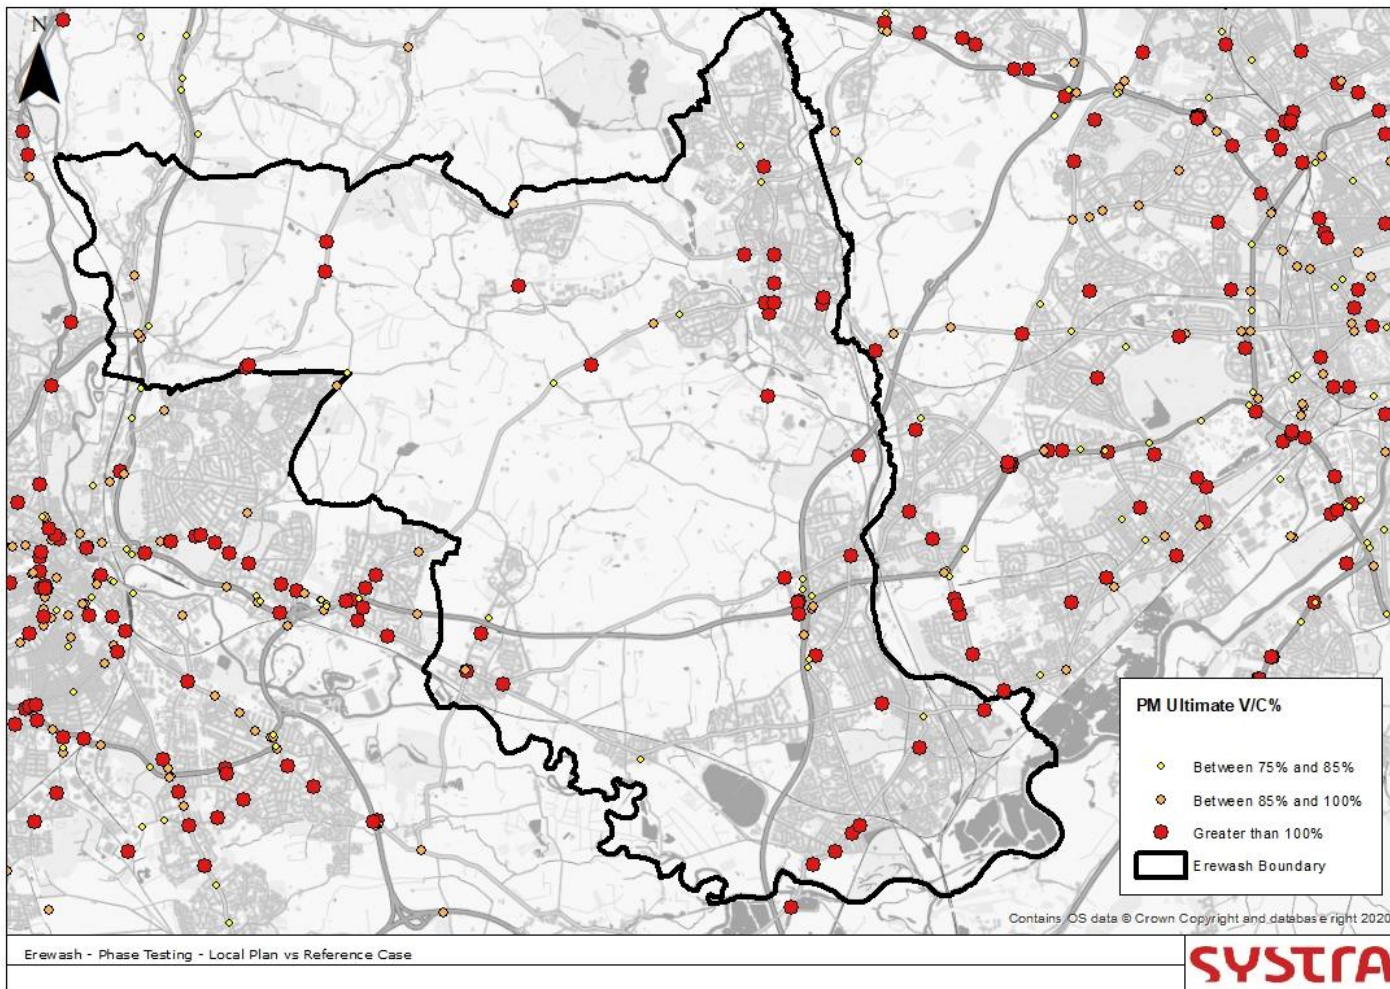 N
PM Ultimate V/C%
Between 75% and 85%
Between 85% and 100%
Greater than 100%
Erewash Boundary
Contains OS data © Crown Copyright and database right 2020
Erewash - Phase Testing - Local Plan vs Reference Case
SYSTRA